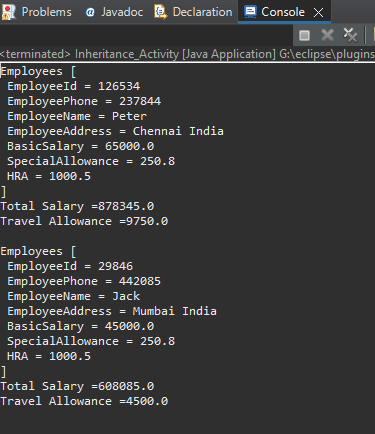 Problems @ Javadoc Declaration Console
<terminated> Inheritance_Activity [Java Application] G:\eclipse\plugins
Employees [
EmployeeId = 126534
EmployeePhone = 237844
EmployeeName = Peter
EmployeeAddress = Chennai India
BasicSalary = 65000.0
SpecialAllowance = 250.8
HRA = 1000.5
]
Total Salary =878345.0
Travel Allowance =9750.0
Employees [
EmployeeId = 29846
EmployeePhone = 442085
EmployeeName = Jack
EmployeeAddress = Mumbai India
BasicSalary = 45000.0
SpecialAllowance = 250.8
HRA = 1000.5
]
Total Salary =608085.0
Travel Allowance =4500.0